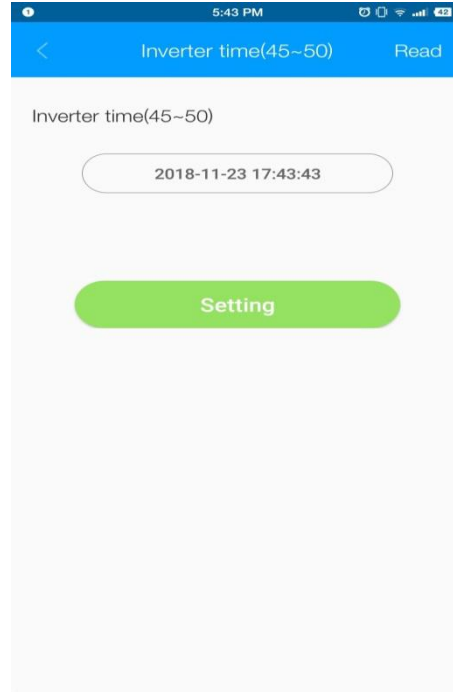 1 5:43 PM 42
Inverter time(45~50) Read
Inverter time(45~50)
2018-11-23 17:43:43
Setting